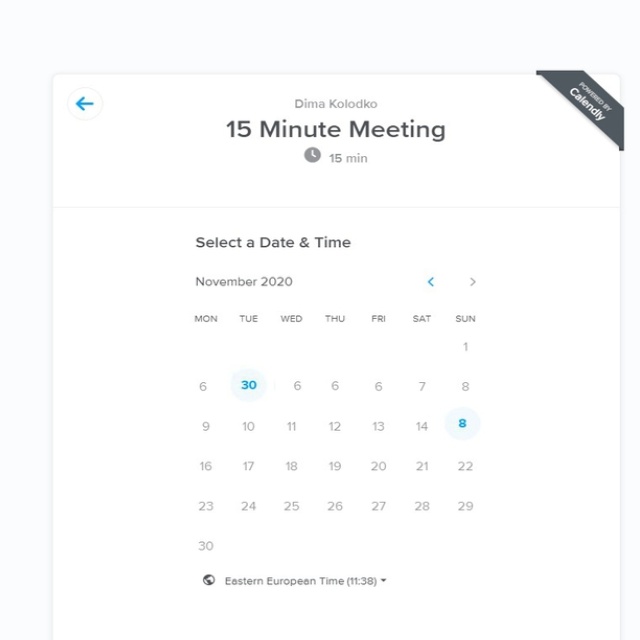 POWERED BY
Calendly
Dima Kolodko
15 Minute Meeting
15 min
Select a Date & Time
November 2020
MON TUE WED THU FRI SAT SUN
1
6 30 6 6 6 7 8
9 10 11 12 13 14 8
16 17 18 19 20 21 22
23 24 25 26 27 28 29
30
Eastern European Time (11:38)